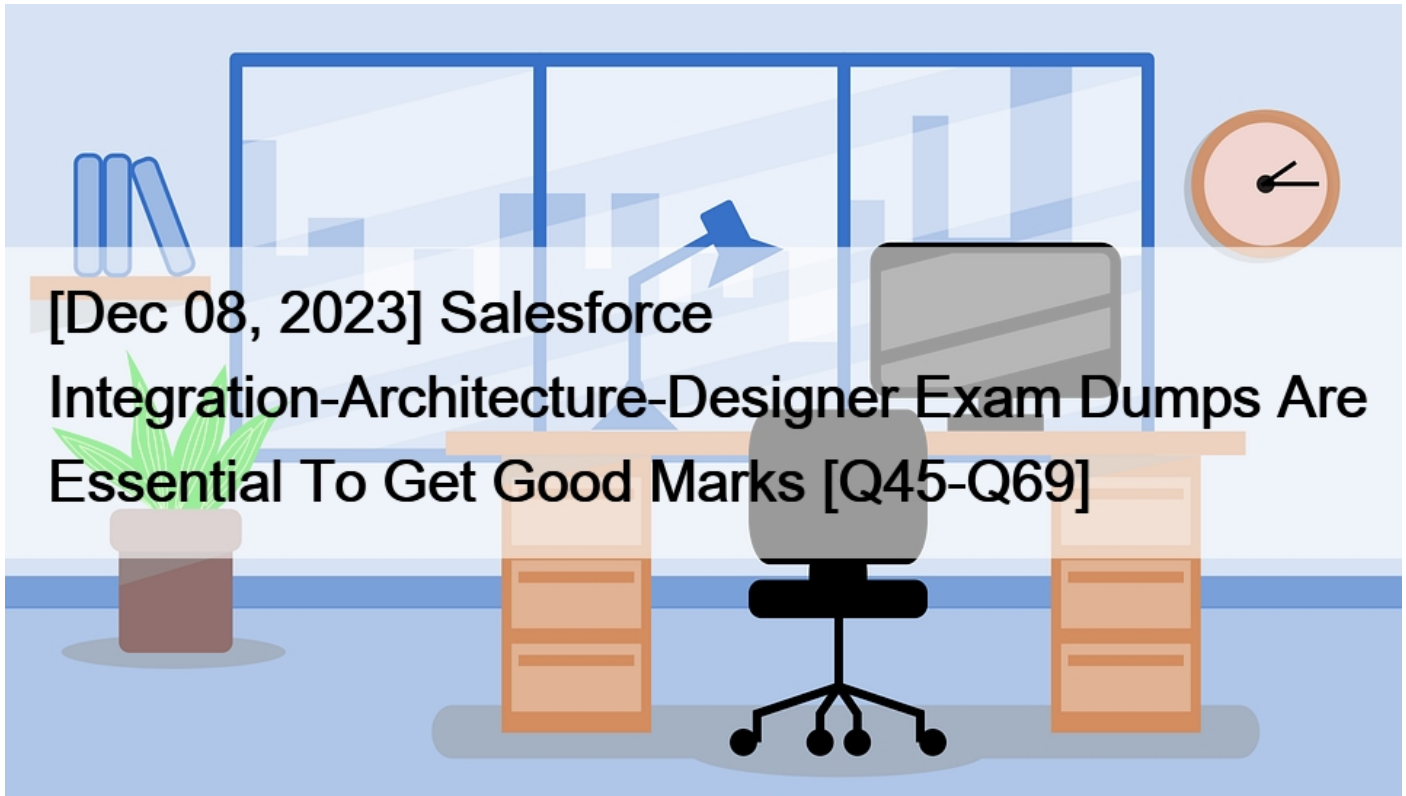 [Dec 08, 2023] Salesforce
Integration-Architecture-Designer Exam Dumps Are
Essential To Get Good Marks [Q45-Q69]